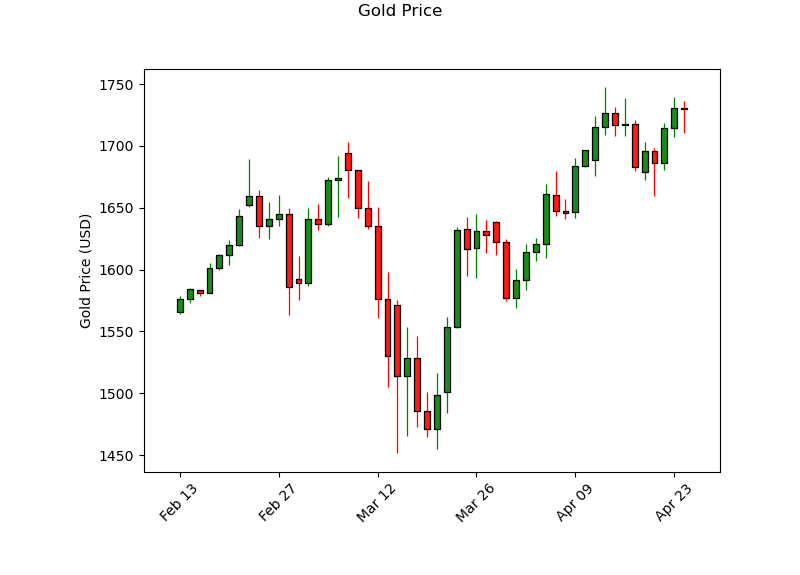 Gold Price
1750
1700
1650
1600
1550
1500
1450
Gold Price (USD)
Feb 13
Feb 27
Mar 12
Mar 26
Apr 09
Apr 23